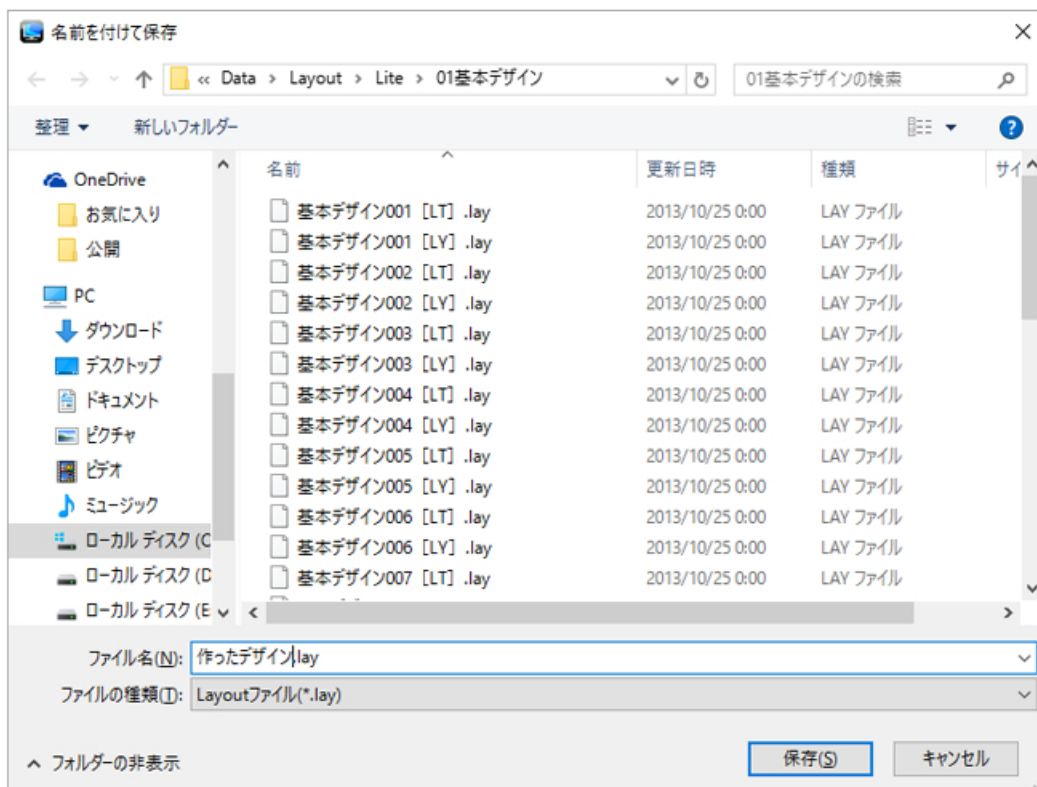 名前を付けて保存
« Data › Layout › Lite › 01基本デザイン
01基本デザインの検索
整理
新しいフォルダー
OneDrive
お気に入り
公開
PC
ダウンロード
デスクトップ
ドキュメント
ピクチャ
ビデオ
ミュージック
ローカル ディスク (C
ローカル ディスク (D
ローカル ディスク (E:
名前 更新日時 種類 サイ
基本デザイン001［LT］.lay 2013/10/25 0:00 LAY ファイル
基本デザイン001［LY］.lay 2013/10/25 0:00 LAY ファイル
基本デザイン002［LT］.lay 2013/10/25 0:00 LAY ファイル
基本デザイン002［LY］.lay 2013/10/25 0:00 LAY ファイル
基本デザイン003［LT］.lay 2013/10/25 0:00 LAY ファイル
基本デザイン003［LY］.lay 2013/10/25 0:00 LAY ファイル
基本デザイン004［LT］.lay 2013/10/25 0:00 LAY ファイル
基本デザイン004［LY］.lay 2013/10/25 0:00 LAY ファイル
基本デザイン005［LT］.lay 2013/10/25 0:00 LAY ファイル
基本デザイン005［LY］.lay 2013/10/25 0:00 LAY ファイル
基本デザイン006［LT］.lay 2013/10/25 0:00 LAY ファイル
基本デザイン006［LY］.lay 2013/10/25 0:00 LAY ファイル
基本デザイン007［LT］.lay 2013/10/25 0:00 LAY ファイル
ファイル名(N): 作ったデザイン.lay
ファイルの種類(T): Layoutファイル(*.lay)
フォルダーの非表示
保存(S)
キャンセル